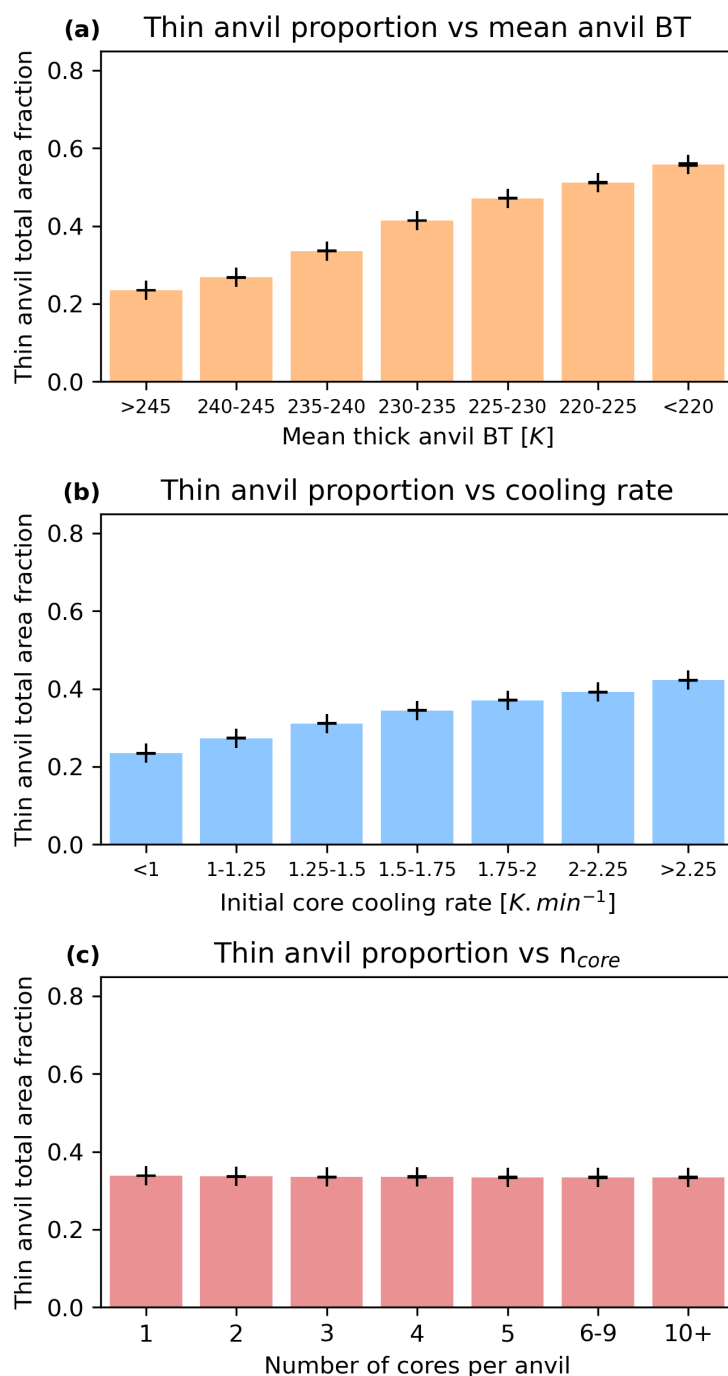 (a) Thin anvil proportion vs mean anvil BT
Thin anvil total area fraction
0.8
0.6
0.4
0.2
0.0
>245 240-245 235-240 230-235 225-230 220-225 <220
Mean thick anvil BT [K]
(b) Thin anvil proportion vs cooling rate
Thin anvil total area fraction
0.8
0.6
0.4
0.2
0.0
<1 1-1.25 1.25-1.5 1.5-1.75 1.75-2 2-2.25 >2.25
Initial core cooling rate [K. min⁻¹]
(c) Thin anvil proportion vs n_core
Thin anvil total area fraction
0.8
0.6
0.4
0.2
0.0
1 2 3 4 5 6-9 10+
Number of cores per anvil